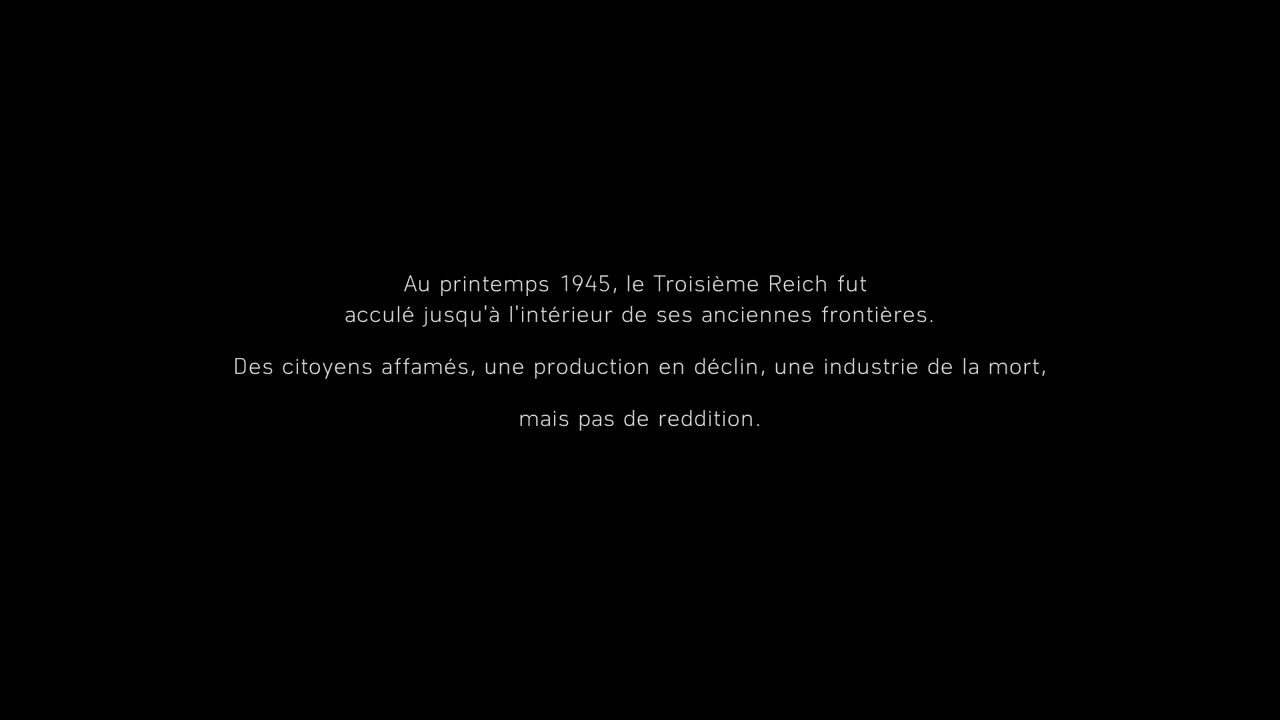 Au printemps 1945, le Troisième Reich fut
acculé jusqu'à l'intérieur de ses anciennes frontières.
Des citoyens affamés, une production en déclin, une industrie de la mort,
mais pas de reddition.